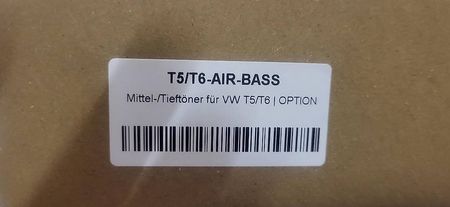 T5/T6-AIR-BASS
Mittel-/Tieftöner für VW T5/T6 | OPTION